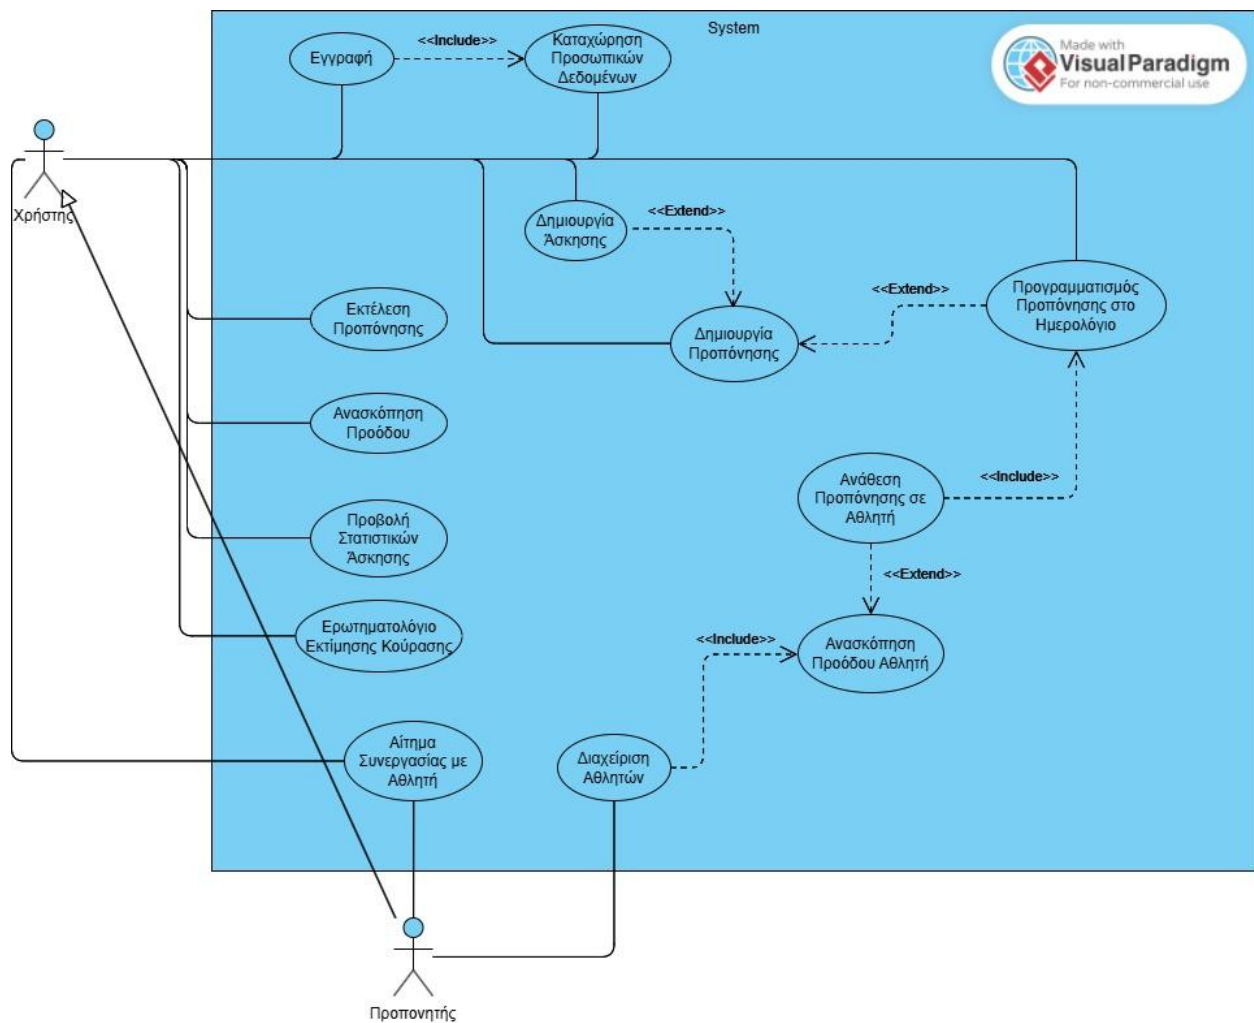 System
Made with
Visual Paradigm
For non-commercial use
Εγγραφή
<<Include>>
Καταχώρηση
Προσωπικών
Δεδομένων
Χρήστης
Δημιουργία
Άσκησης
<<Extend>>
Εκτέλεση
Προπόνησης
Δημιουργία
Προπόνησης
<<Extend>>
Προγραμματισμός
Προπόνησης στο
Ημερολόγιο
Ανασκόπηση
Προόδου
Ανάθεση
Προπόνησης σε
Αθλητή
<<Include>>
Προβολή
Στατιστικών
Άσκησης
<<Extend>>
Ερωτηματολόγιο
Εκτίμησης Κούρασης
<<Include>>
Ανασκόπηση
Προόδου Αθλητή
Αίτημα
Συνεργασίας με
Αθλητή
Διαχείριση
Αθλητών
Προπονητής